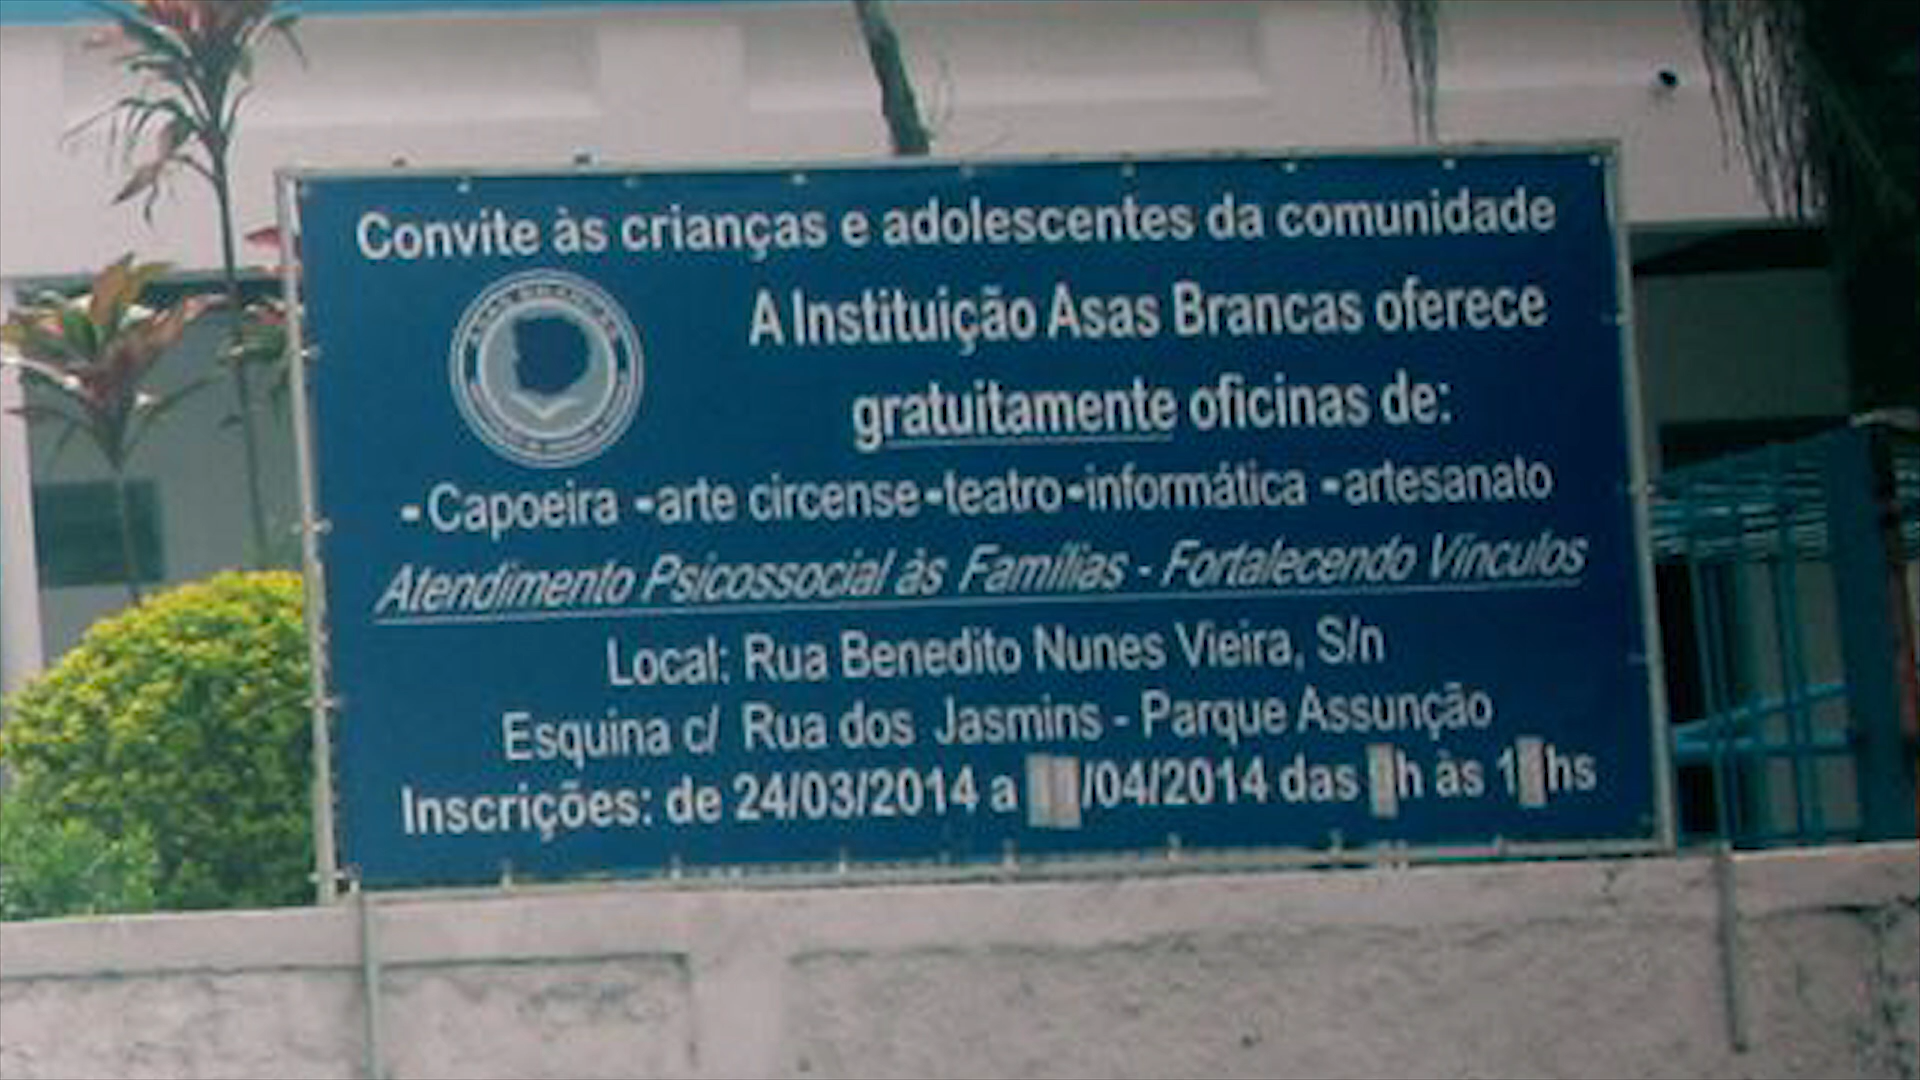 Convite às crianças e adolescentes da comunidade
A Instituição Asas Brancas oferece
gratuitamente oficinas de:
-Capoeira -arte circense-teatro-informática -artesanato
Atendimento Psicossocial às Famílias - Fortalecendo Vínculos
Local: Rua Benedito Nunes Vieira, S/n
Esquina c/ Rua dos Jasmins - Parque Assunção
Inscrições: de 24/03/2014 a /04/2014 das h às 1 hs